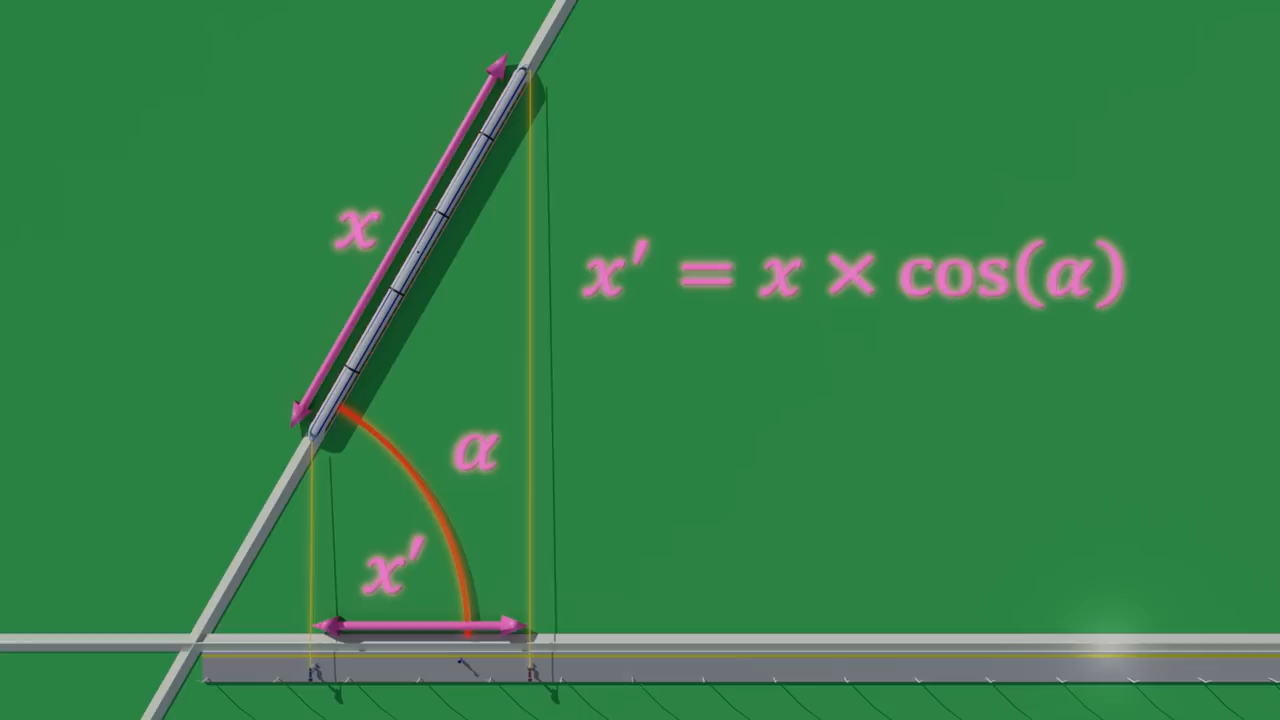 x
x′ = x × cos(α)
α
x′